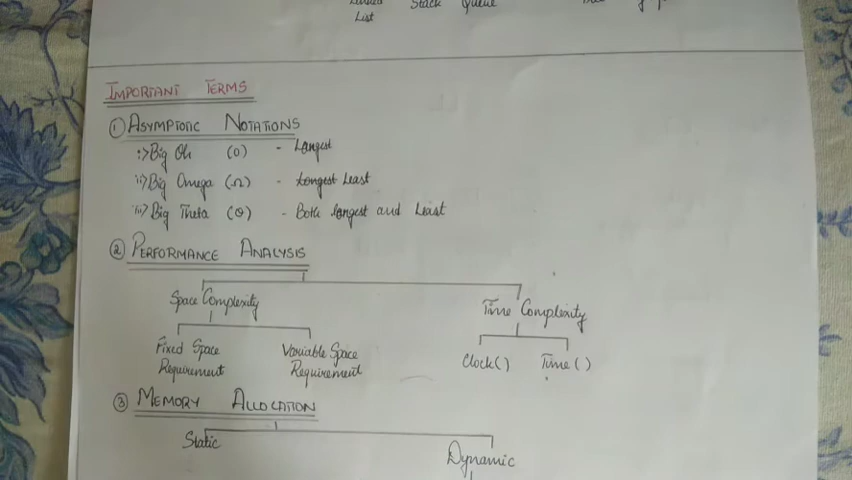 Stack Queue
List
IMPORTANT TERMS
① ASYMPTOTIC NOTATIONS
i> Big Oh (O) - Longest
ii> Big Omega (Ω) - Least
iii> Big Theta (θ) - Both longest and Least
② PERFORMANCE ANALYSIS
Space Complexity Time Complexity
Fixed Space Requirement
Variable Space Requirement
Clock() Time()
③ MEMORY ALLOCATION
Static
Dynamic